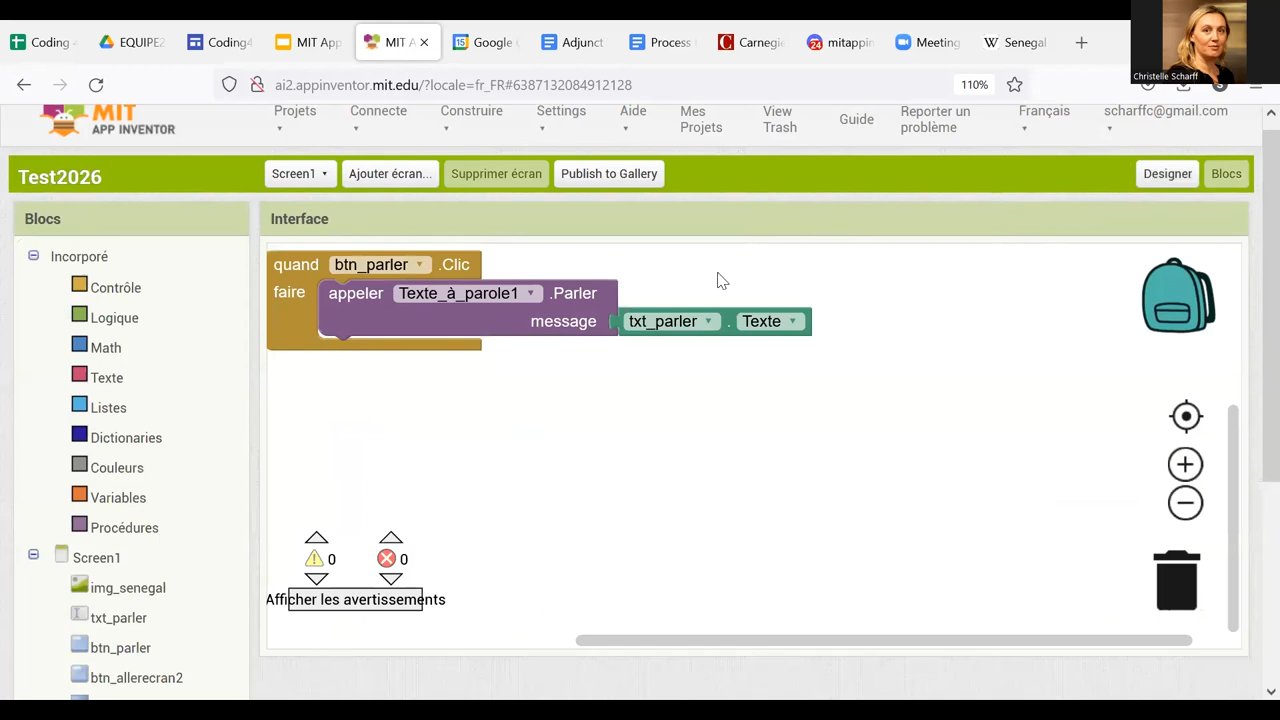 Coding 4
EQUIPE2
Coding4
MIT App
MIT A
Google C
Adjunct
Process
Carnegie
mitappin
Meeting
Senegal
ai2.appinventor.mit.edu/?locale=fr_FR#6387132084912128
110%
Christelle Scharff
MIT
APP INVENTOR
Projets
Connecte
Construire
Settings
Aide
Mes
Projets
View
Trash
Guide
Reporter un
problème
Français
scharffc@gmail.com
Test2026
Screen1
Ajouter écran...
Supprimer écran
Publish to Gallery
Designer
Blocs
Blocs
Interface
Incorporé
Contrôle
Logique
Math
Texte
Listes
Dictionaries
Couleurs
Variables
Procédures
Screen1
img_senegal
txt_parler
btn_parler
btn_allerecran2
quand btn_parler .Clic
faire appeler Texte_à_parole1 .Parler
message txt_parler . Texte
0 0
Afficher les avertissements